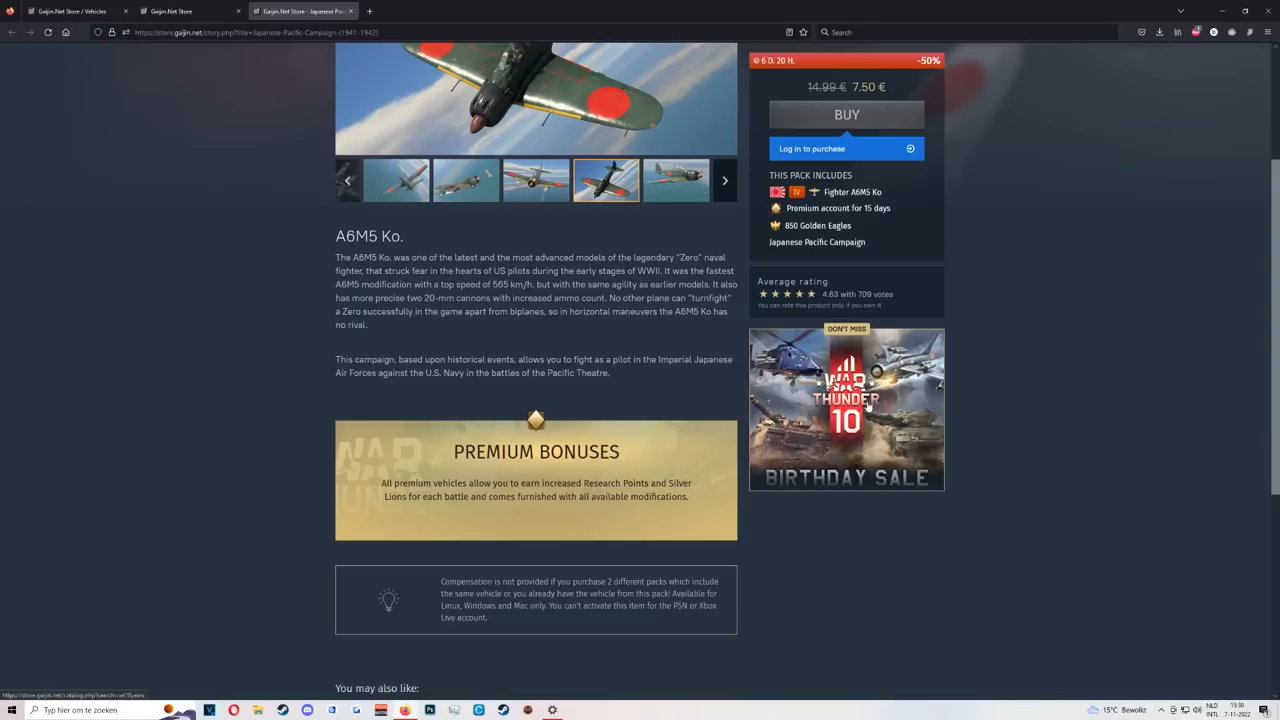 Gaijin.Net Store / Vehicles
Gaijin.Net Store
Gaijin.Net Store - Japanese Pac
https://store.gaijin.net/story.php?title=Japanese-Pacific-Campaign-(1941-1942)
Search
6 D. 20 H.
-50%
14.99 € 7.50 €
BUY
Log in to purchase
THIS PACK INCLUDES
IV Fighter A6M5 Ko
Premium account for 15 days
850 Golden Eagles
Japanese Pacific Campaign
A6M5 Ko.
The A6M5 Ko. was one of the latest and the most advanced models of the legendary "Zero" naval
fighter, that struck fear in the hearts of US pilots during the early stages of WWII. It was the fastest
A6M5 modification with a top speed of 565 km/h, but with the same agility as earlier models. It also
has more precise two 20-mm cannons with increased ammo count. No other plane can "turnfight"
a Zero successfully in the game apart from biplanes, so in horizontal maneuvers the A6M5 Ko has
no rival.
This campaign, based upon historical events, allows you to fight as a pilot in the Imperial Japanese
Air Forces against the U.S. Navy in the battles of the Pacific Theatre.
Average rating
4.63 with 709 votes
You can rate this product only if you own it
DON'T MISS
WAR
THUNDER
10
BIRTHDAY SALE
PREMIUM BONUSES
All premium vehicles allow you to earn increased Research Points and Silver
Lions for each battle and comes furnished with all available modifications.
Compensation is not provided if you purchase 2 different packs which include
the same vehicle or you already have the vehicle from this pack! Available for
Linux, Windows and Mac only. You can't activate this item for the PSN or Xbox
Live account.
You may also like:
Typ hier om te zoeken
15°C Bewolkt
NLD
INTL
19:30
7-11-2022